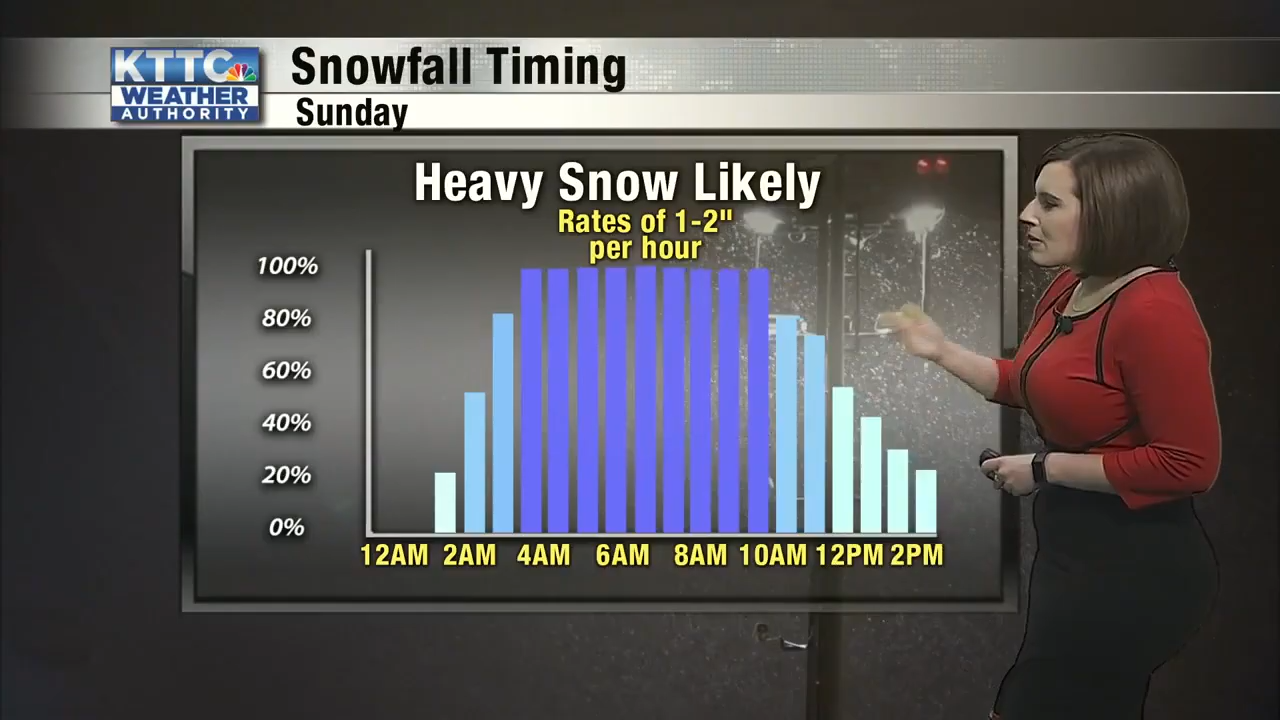 KTTC
WEATHER
AUTHORITY
Snowfall Timing
Sunday
Heavy Snow Likely
Rates of 1-2"
per hour
100%
80%
60%
40%
20%
0%
12AM 2AM 4AM 6AM 8AM 10AM 12PM 2PM